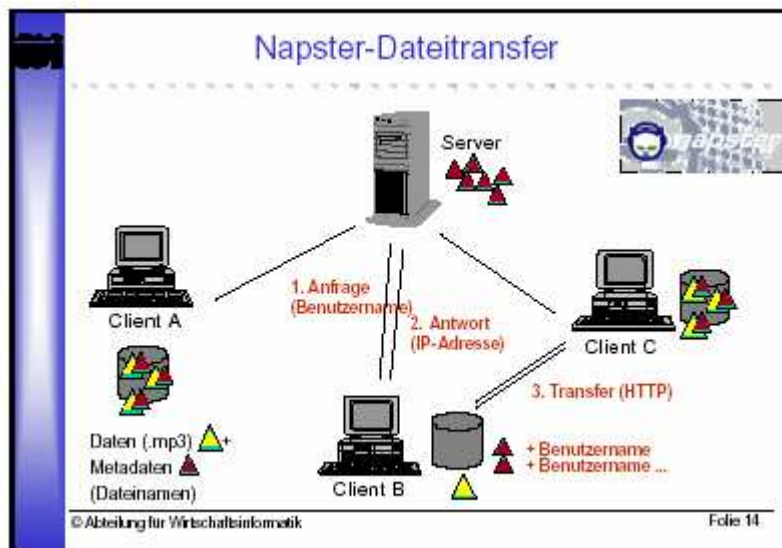 Napster-Dateitransfer
Server
napster
1. Anfrage
(Benutzername)
2. Antwort
(IP-Adresse)
Client A
Client C
3. Transfer (HTTP)
Daten (.mp3) +
Metadaten
(Dateinamen)
Client B
+ Benutzername
+ Benutzername ...
© Abteilung für Wirtschaftsinformatik
Folie 14